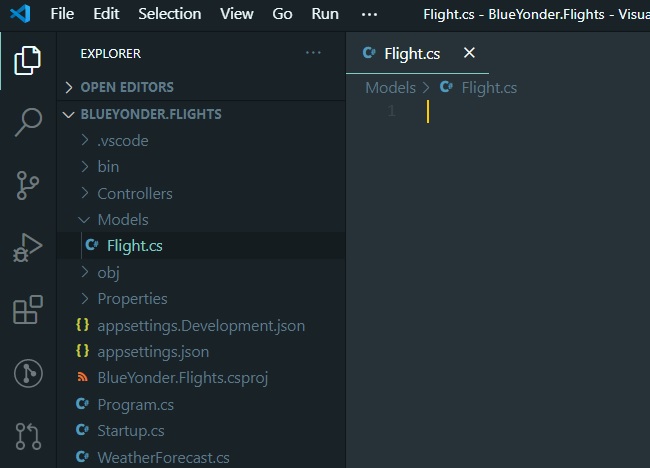 File Edit Selection View Go Run ··· Flight.cs - BlueYonder.Flights - Visua
EXPLORER ···
OPEN EDITORS
BLUEYONDER.FLIGHTS
.vscode
bin
Controllers
Models
C# Flight.cs
obj
Properties
{} appsettings.Development.json
{} appsettings.json
BlueYonder.Flights.csproj
C# Program.cs
C# Startup.cs
C# WeatherForecast.cs
C# Flight.cs ×
Models > C# Flight.cs
1